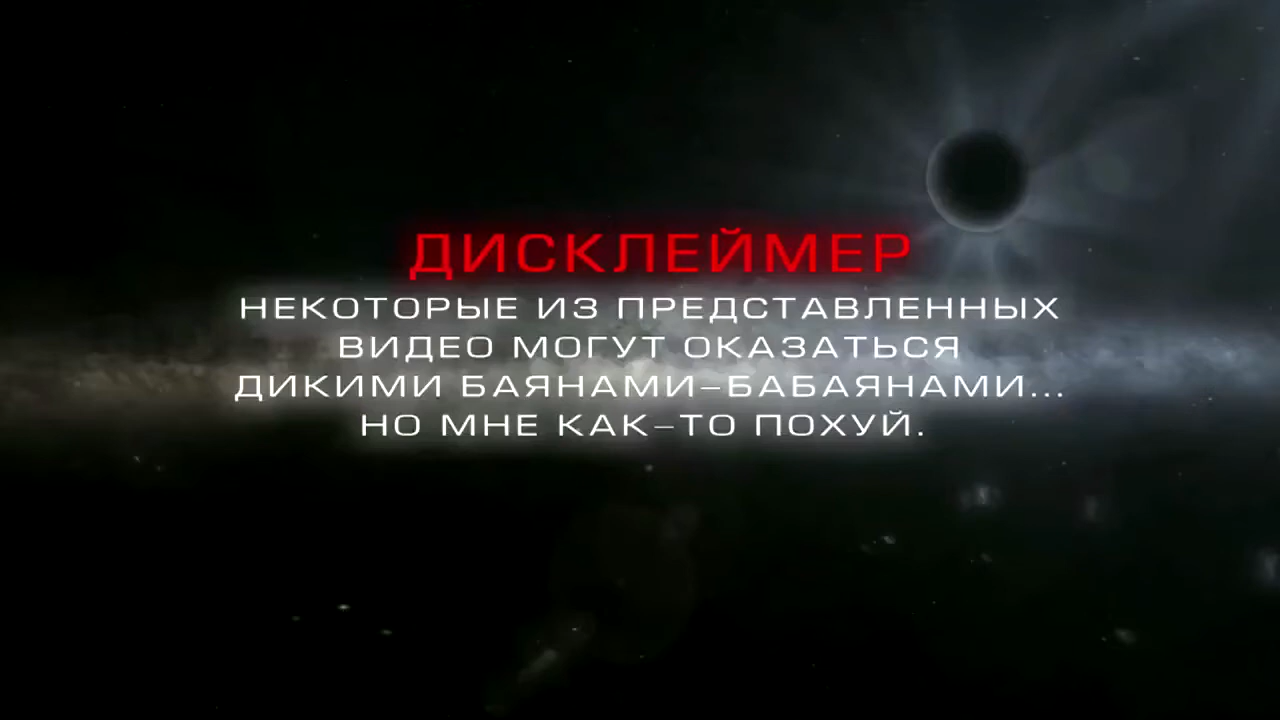 ДИСКЛЕЙМЕР
НЕКОТОРЫЕ ИЗ ПРЕДСТАВЛЕННЫХ
ВИДЕО МОГУТ ОКАЗАТЬСЯ
ДИКИМИ БАЯНАМИ–БАБАЯНАМИ...
НО МНЕ КАК–ТО ПОХУЙ.